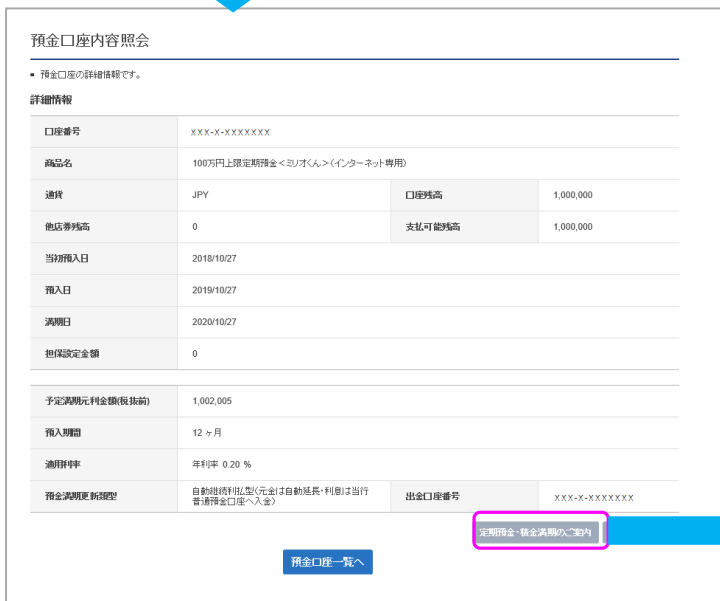 預金口座内容照会
▪ 預金口座の詳細情報です。
詳細情報
口座番号 XXX-X-XXXXXXX
商品名 100万円上限定期預金<ミリオくん>(インターネット専用)
通貨 JPY 口座残高 1,000,000
他店券残高 0 支払可能残高 1,000,000
当初預入日 2018/10/27
預入日 2019/10/27
満期日 2020/10/27
担保設定金額 0
予定満期元利金額(税抜前) 1,002,005
預入期間 12 ヶ月
適用利率 年利率 0.20 %
預金満期更新類型 自動継続利払型(元金は自動延長・利息は当行
普通預金口座へ入金) 出金口座番号 XXX-X-XXXXXXX
定期預金・積金満期のご案内
預金口座一覧へ